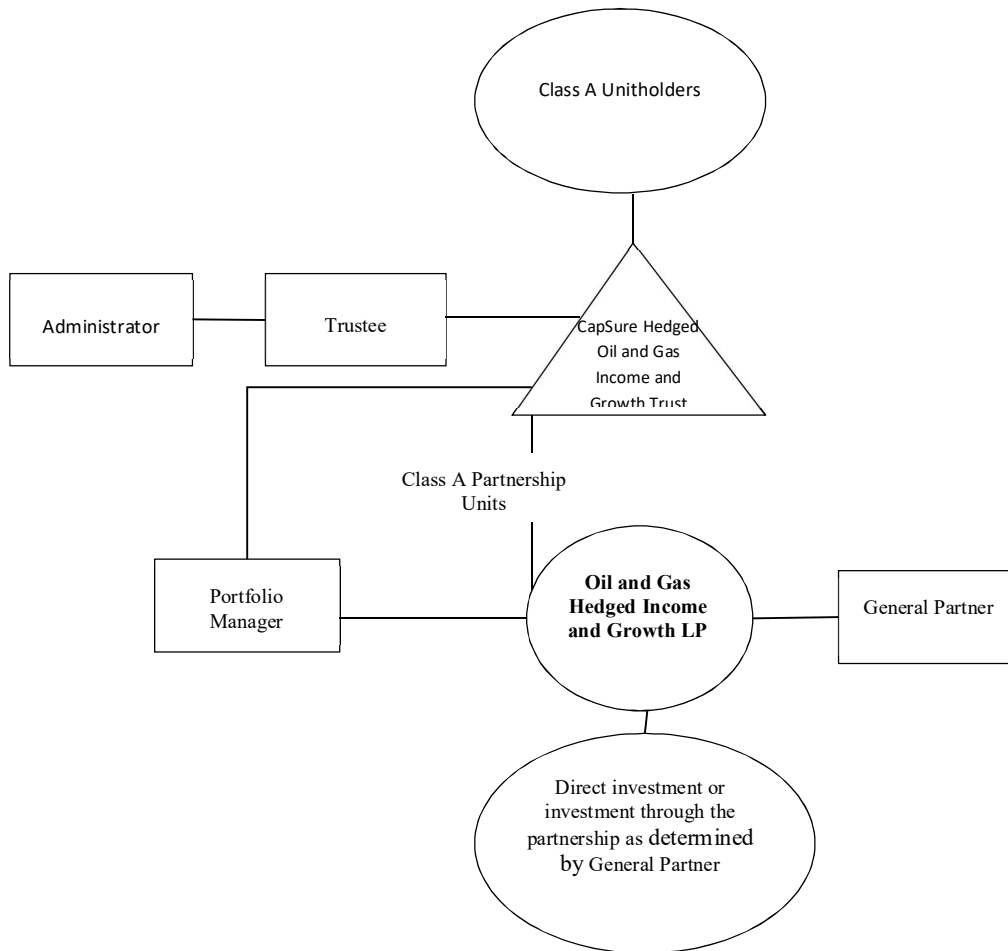 Class A Unitholders
Administrator
Trustee
CapSure Hedged
Oil and Gas
Income and
Growth Trust
Class A Partnership
Units
Portfolio
Manager
Oil and Gas
Hedged Income
and Growth LP
General Partner
Direct investment or
investment through the
partnership as determined
by General Partner